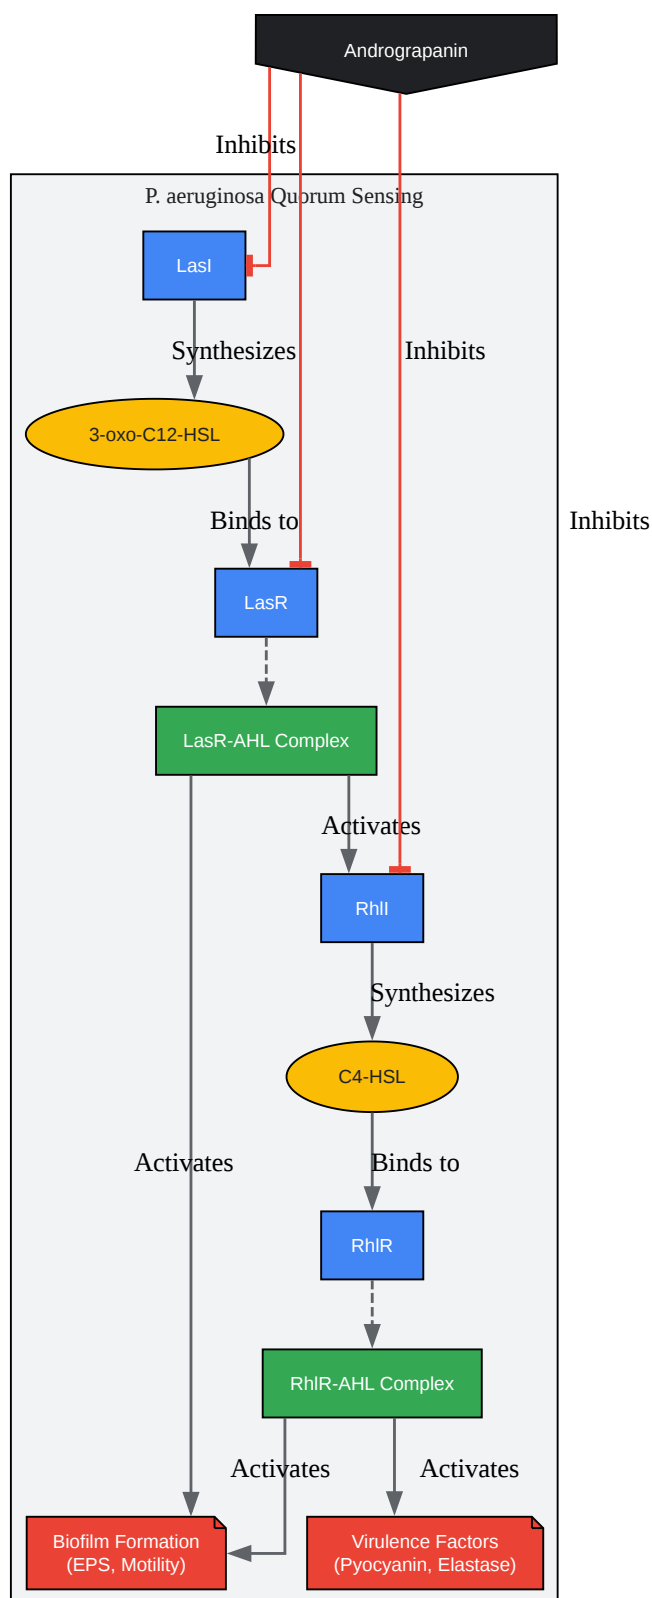 Andrograpanin
Inhibits
P. aeruginosa Quorum Sensing
LasI
Synthesizes
Inhibits
3-oxo-C12-HSL
Binds to
Inhibits
LasR
LasR-AHL Complex
Activates
RhlI
Synthesizes
C4-HSL
Activates
Binds to
RhlR
RhlR-AHL Complex
Activates
Activates
Biofilm Formation
(EPS, Motility)
Virulence Factors
(Pyocyanin, Elastase)